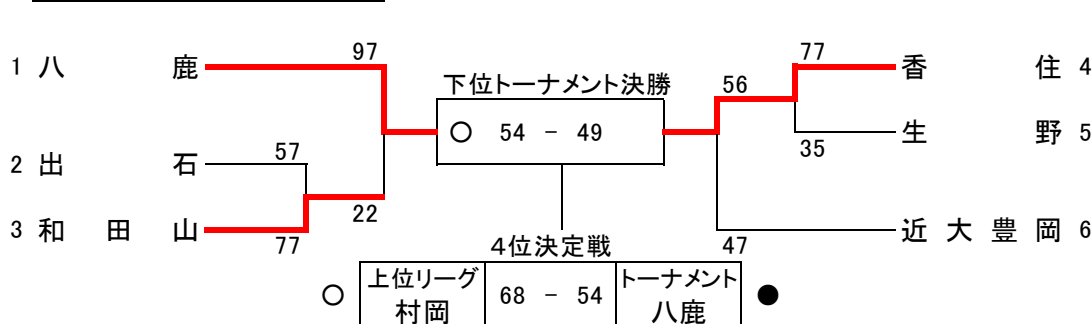 1 八鹿 97
2 出石 57
3 和田山 77
22
下位トーナメント決勝
○ 54 - 49
77 香住 4
56
35 生野 5
47 近大豊岡 6
4位決定戦
○ 上位リーグ 村岡 68 - 54 トーナメント 八鹿 ●